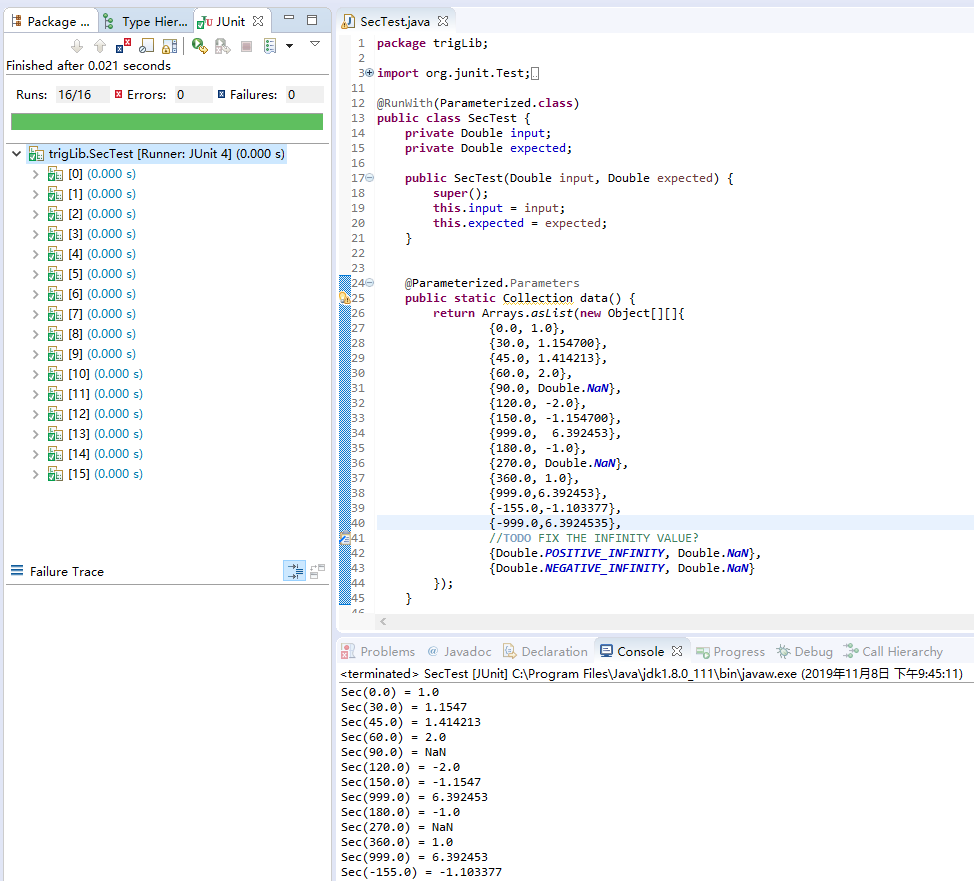 Package ...
Type Hier...
JUnit
Finished after 0.021 seconds
Runs: 16/16 Errors: 0 Failures: 0
trigLib.SecTest [Runner: JUnit 4] (0.000 s)
[0] (0.000 s)
[1] (0.000 s)
[2] (0.000 s)
[3] (0.000 s)
[4] (0.000 s)
[5] (0.000 s)
[6] (0.000 s)
[7] (0.000 s)
[8] (0.000 s)
[9] (0.000 s)
[10] (0.000 s)
[11] (0.000 s)
[12] (0.000 s)
[13] (0.000 s)
[14] (0.000 s)
[15] (0.000 s)
Failure Trace
SecTest.java
1 package trigLib;
2
3 import org.junit.Test;
11
12 @RunWith(Parameterized.class)
13 public class SecTest {
14 private Double input;
15 private Double expected;
16
17 public SecTest(Double input, Double expected) {
18 super();
19 this.input = input;
20 this.expected = expected;
21 }
22
23
24 @Parameterized.Parameters
25 public static Collection data() {
26 return Arrays.asList(new Object[][]{
27 {0.0, 1.0},
28 {30.0, 1.154700},
29 {45.0, 1.414213},
30 {60.0, 2.0},
31 {90.0, Double.NaN},
32 {120.0, -2.0},
33 {150.0, -1.154700},
34 {999.0,  6.392453},
35 {180.0, -1.0},
36 {270.0, Double.NaN},
37 {360.0, 1.0},
38 {999.0,6.392453},
39 {-155.0,-1.103377},
40 {-999.0,6.3924535},
41 //TODO FIX THE INFINITY VALUE?
42 {Double.POSITIVE_INFINITY, Double.NaN},
43 {Double.NEGATIVE_INFINITY, Double.NaN}
44 });
45 }
46
Problems @ Javadoc Declaration Console Progress Debug Call Hierarchy
<terminated> SecTest [JUnit] C:\Program Files\Java\jdk1.8.0_111\bin\javaw.exe (2019年11月8日 下午9:45:11)
Sec(0.0) = 1.0
Sec(30.0) = 1.1547
Sec(45.0) = 1.414213
Sec(60.0) = 2.0
Sec(90.0) = NaN
Sec(120.0) = -2.0
Sec(150.0) = -1.1547
Sec(999.0) = 6.392453
Sec(180.0) = -1.0
Sec(270.0) = NaN
Sec(360.0) = 1.0
Sec(999.0) = 6.392453
Sec(-155.0) = -1.103377